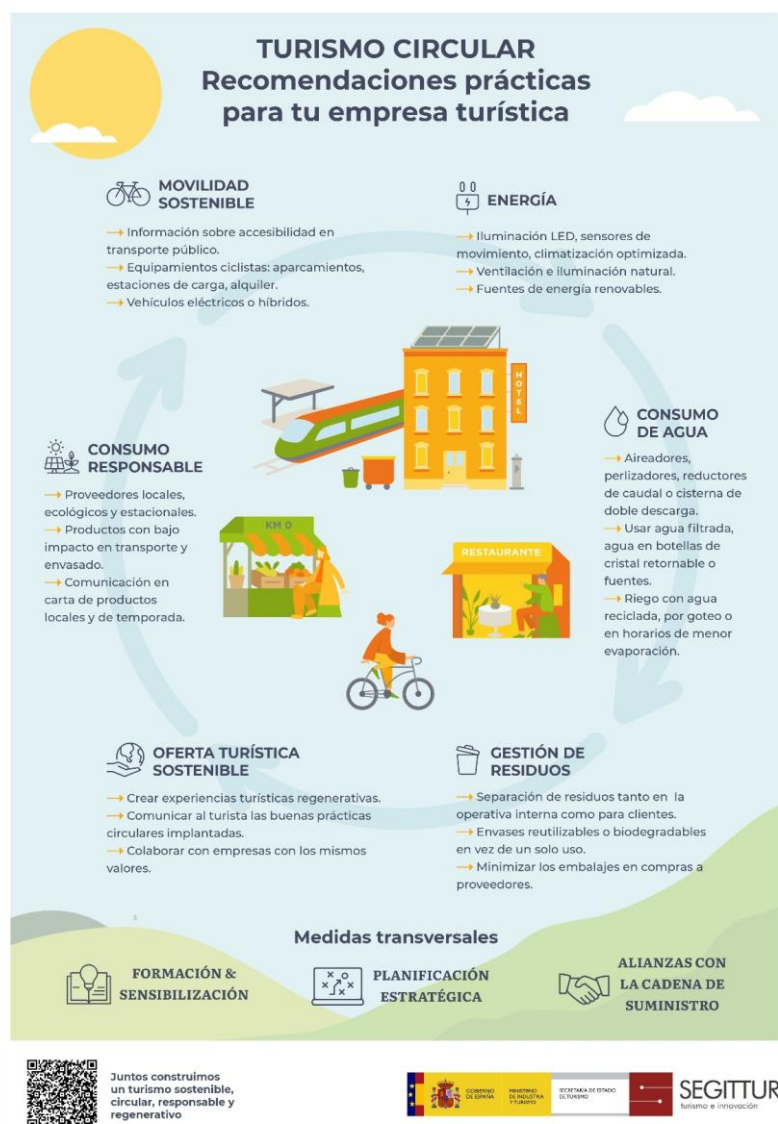 TURISMO CIRCULAR
Recomendaciones prácticas
para tu empresa turística
MOVILIDAD
SOSTENIBLE
→ Información sobre accesibilidad en
transporte público.
→ Equipamientos ciclistas: aparcamientos,
estaciones de carga, alquiler.
→ Vehículos eléctricos o híbridos.
ENERGÍA
→ Iluminación LED, sensores de
movimiento, climatización optimizada.
→ Ventilación e iluminación natural.
→ Fuentes de energía renovables.
HOTEL
CONSUMO
DE AGUA
→ Aireadores,
perlizadores, reductores
de caudal o cisterna de
doble descarga.
→ Usar agua filtrada,
agua en botellas de
cristal retornable o
fuentes.
→ Riego con agua
reciclada, por goteo o
en horarios de menor
evaporación.
CONSUMO
RESPONSABLE
→ Proveedores locales,
ecológicos y estacionales.
→ Productos con bajo
impacto en transporte y
envasado.
→ Comunicación en
carta de productos
locales y de temporada.
KM 0
RESTAURANTE
OFERTA TURÍSTICA
SOSTENIBLE
→ Crear experiencias turísticas regenerativas.
→ Comunicar al turista las buenas prácticas
circulares implantadas.
→ Colaborar con empresas con los mismos
valores.
GESTIÓN DE
RESIDUOS
→ Separación de residuos tanto en la
operativa interna como para clientes.
→ Envases reutilizables o biodegradables
en vez de un solo uso.
→ Minimizar los embalajes en compras a
proveedores.
Medidas transversales
FORMACIÓN &
SENSIBILIZACIÓN
PLANIFICACIÓN
ESTRATÉGICA
ALIANZAS CON
LA CADENA DE
SUMINISTRO
Juntos construimos
un turismo sostenible,
circular, responsable y
regenerativo
GOBIERNO
DE ESPAÑA
MINISTERIO
DE INDUSTRIA
Y TURISMO
SECRETARÍA DE ESTADO
DE TURISMO
SEGITTUR
turismo e innovación